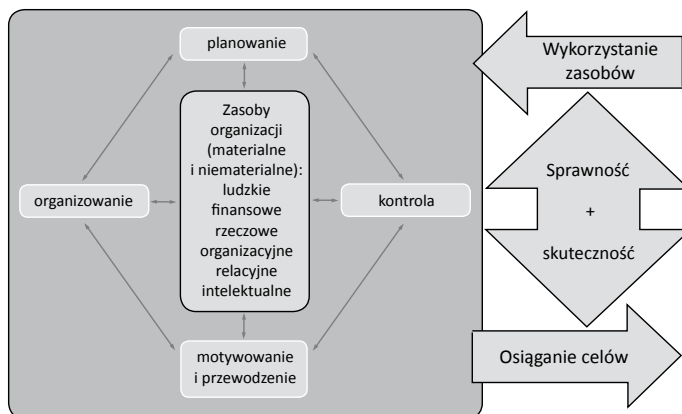 planowanie
Zasoby
organizacji
(materialne
i niematerialne):
ludzkie
finansowe
rzeczowe
organizacyjne
relacyjne
intelektualne
organizowanie
kontrola
motywowanie
i przewodzenie
Wykorzystanie
zasobów
Sprawność
+
skuteczność
Osiąganie celów